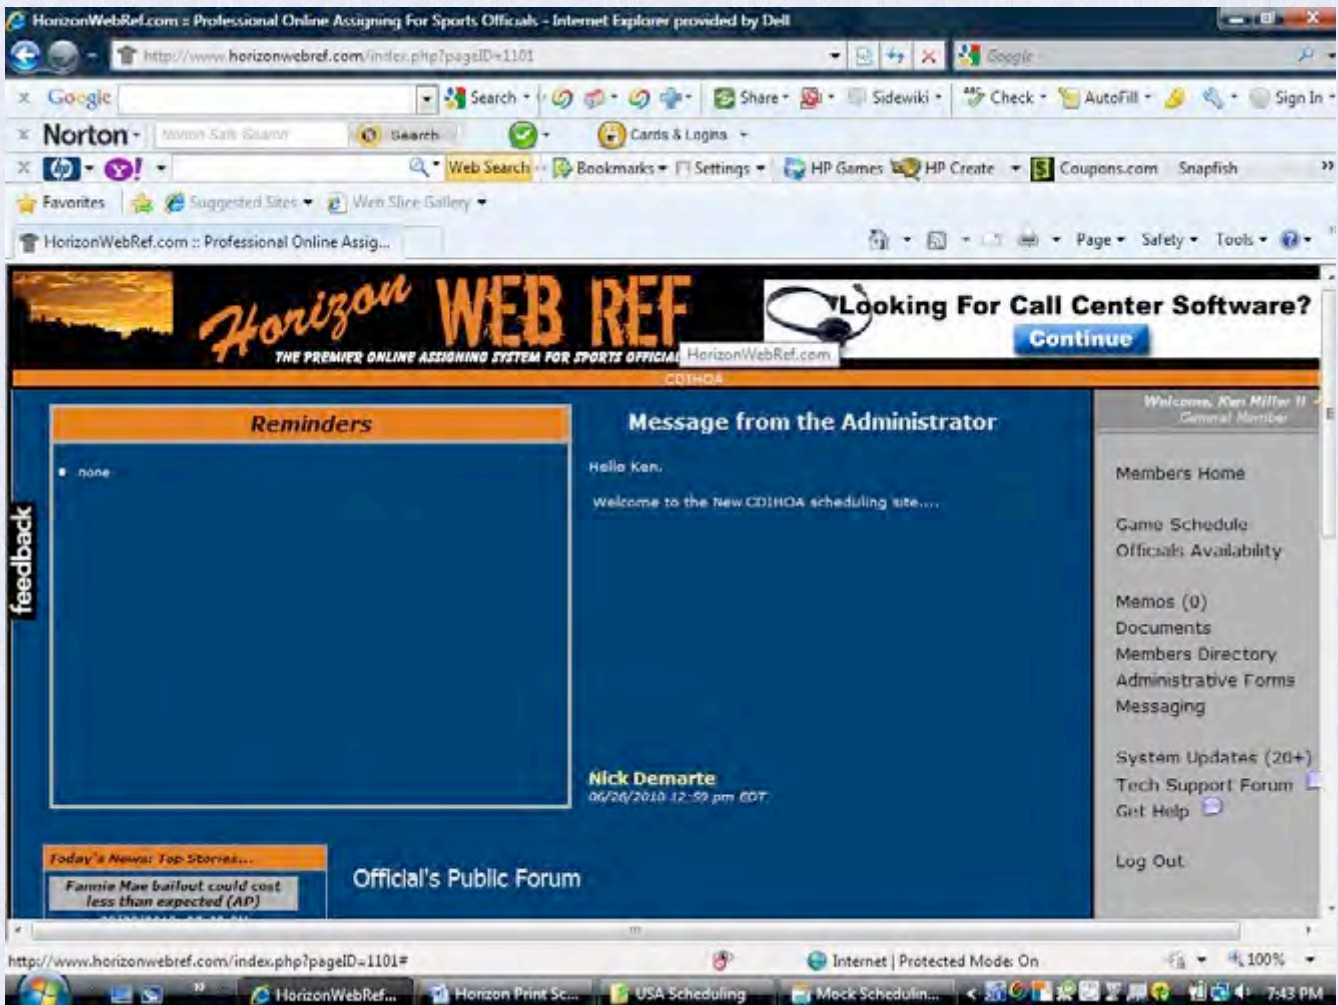 HorizonWebRef.com :: Professional Online Assigning For Sports Officials - Internet Explorer provided by Dell
http://www.horizonwebref.com/index.php?pageID=1101
Google
Google
Search
Share
Sidewiki
Check
AutoFill
Sign In
Norton
Norton Safe Search
Search
Cards & Logins
hp
Y!
Web Search
Bookmarks
Settings
HP Games
HP Create
Coupons.com
Snapfish
Favorites
Suggested Sites
Web Slice Gallery
HorizonWebRef.com :: Professional Online Assig...
Page
Safety
Tools
Horizon WEB REF
THE PREMIER ONLINE ASSIGNING SYSTEM FOR SPORTS OFFICIAL
HorizonWebRef.com
Looking For Call Center Software?
Continue
CDIHOA
Reminders
none
feedback
Message from the Administrator
Hello Ken,
Welcome to the New CDIHOA scheduling site....
Nick Demarte
06/26/2010 12:59 pm EDT
Welcome, Ken Miller II
General Member
Members Home
Game Schedule
Officials Availability
Memos (0)
Documents
Members Directory
Administrative Forms
Messaging
System Updates (20+)
Tech Support Forum
Get Help
Log Out
Today's News: Top Stories...
Fannie Mae bailout could cost
less than expected (AP)
Official's Public Forum
http://www.horizonwebref.com/index.php?pageID=1101#
Internet | Protected Mode: On
100%
HorizonWebRef...
Horizon Print Sc...
USA Scheduling
Mock Schedulin...
7:43 PM